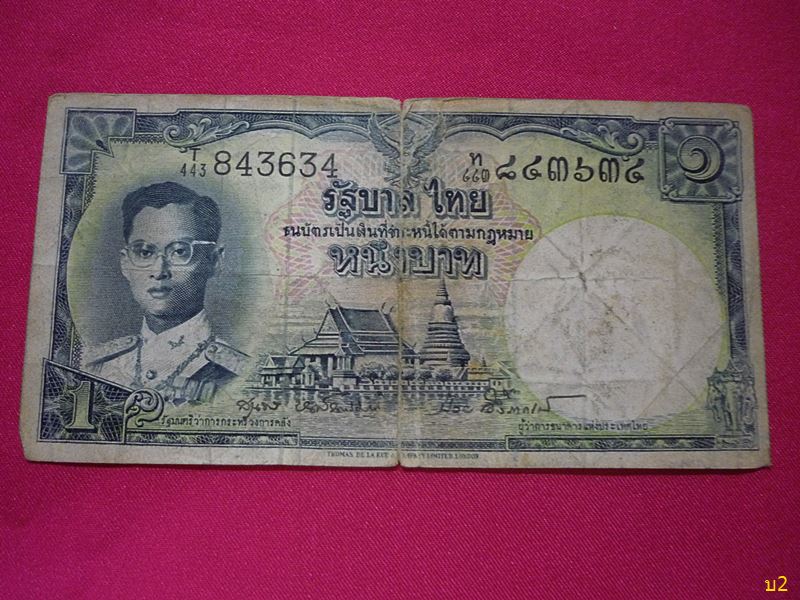 T
443 843634
ท
๔๔๓ ๘๔๓๖๓๔
๑
รัฐบาลไทย
ธนบัตรเป็นเงินที่ชำระหนี้ได้ตามกฎหมาย
หนึ่งบาท
1
รัฐมนตรีว่าการกระทรวงการคลัง
ผู้ว่าการธนาคารแห่งประเทศไทย
THOMAS DE LA RUE & COMPANY LIMITED. LONDON
บ2